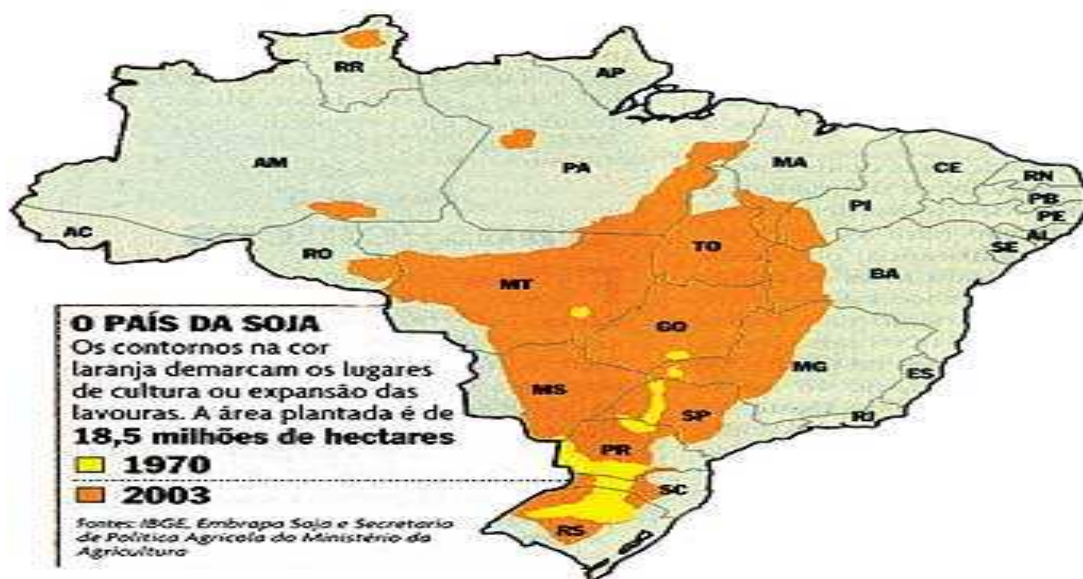 RR
AP
AM
PA
MA
CE
RN
PB
PE
AL
SE
PI
AC
RO
TO
BA
MT
GO
MG
ES
MS
SP
RJ
PR
SC
RS
O PAÍS DA SOJA
Os contornos na cor
laranja demarcam os lugares
de cultura ou expansão das
lavouras. A área plantada é de
18,5 milhões de hectares
1970
2003
Fontes: IBGE, Embrapa Soja e Secretaria
de Política Agrícola do Ministério da
Agricultura